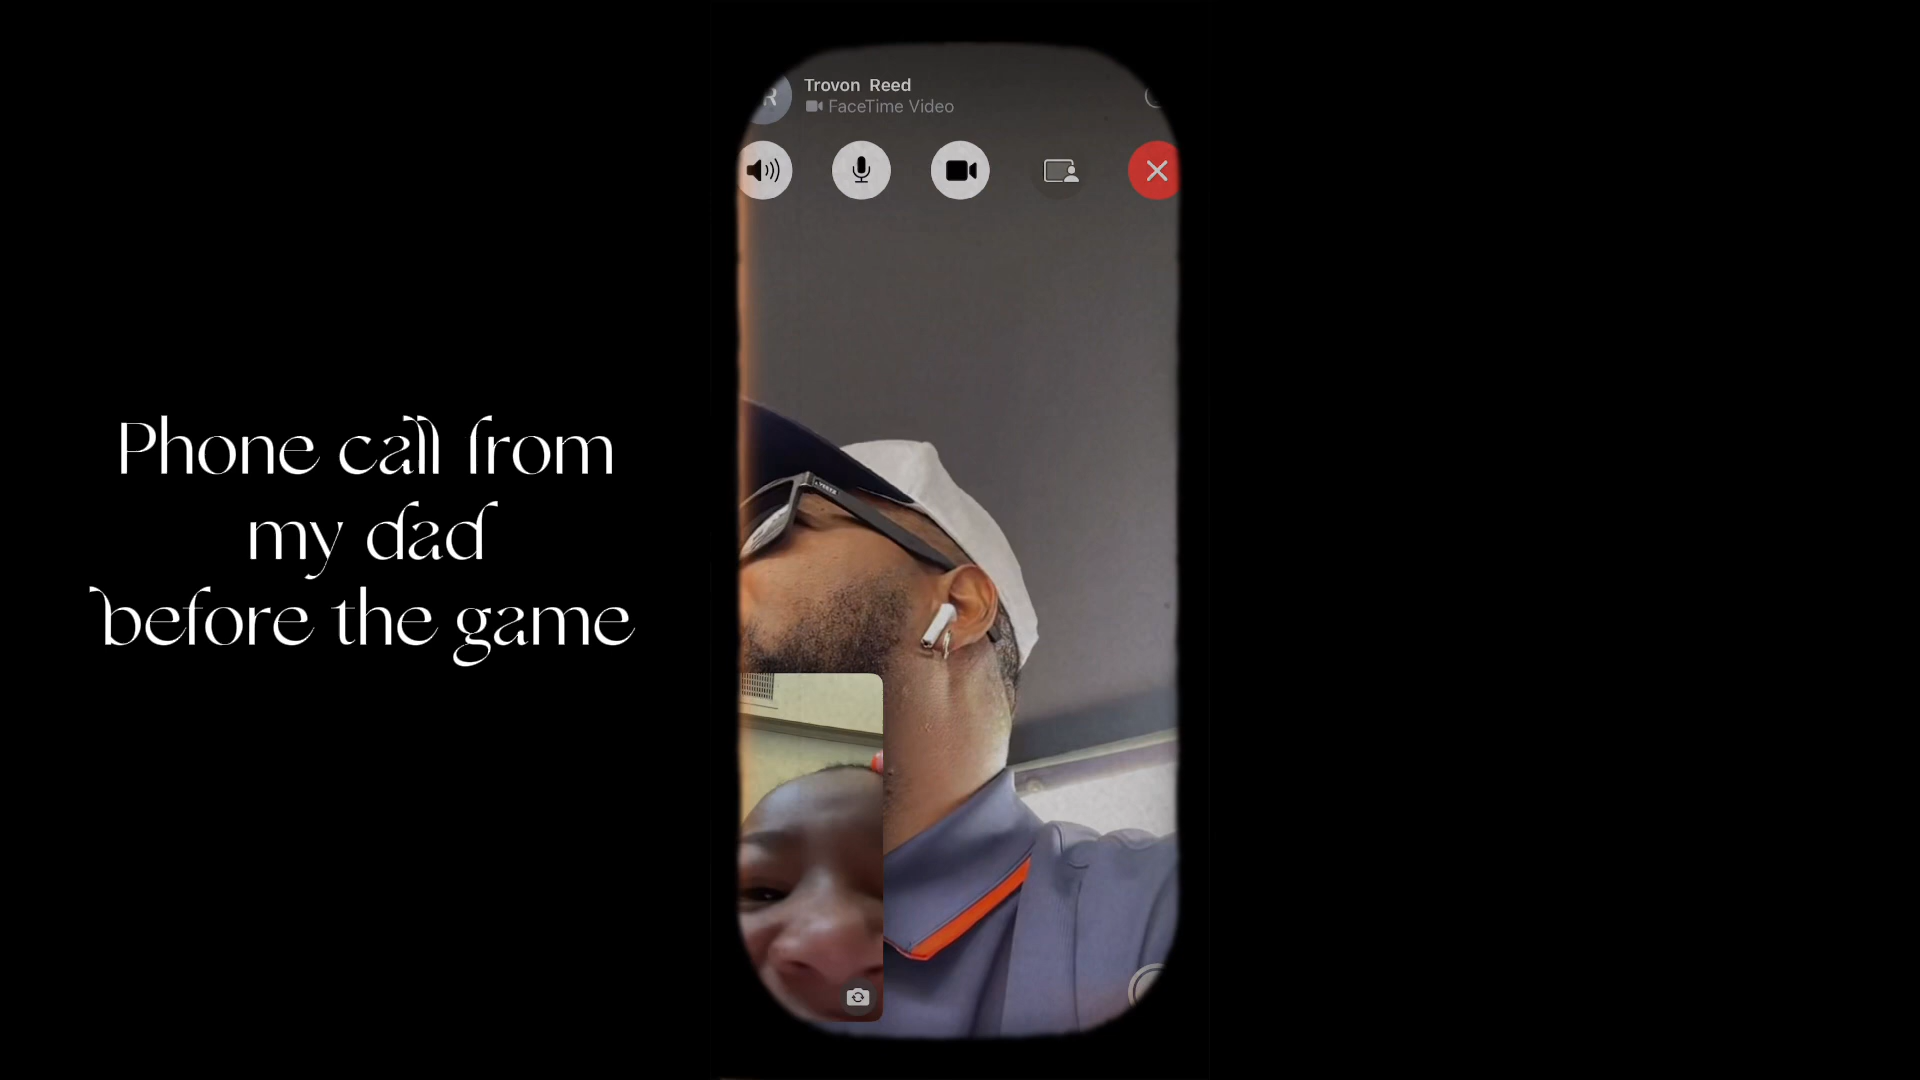 Phone call from
my dad
before the game
R
Trovon Reed
FaceTime Video